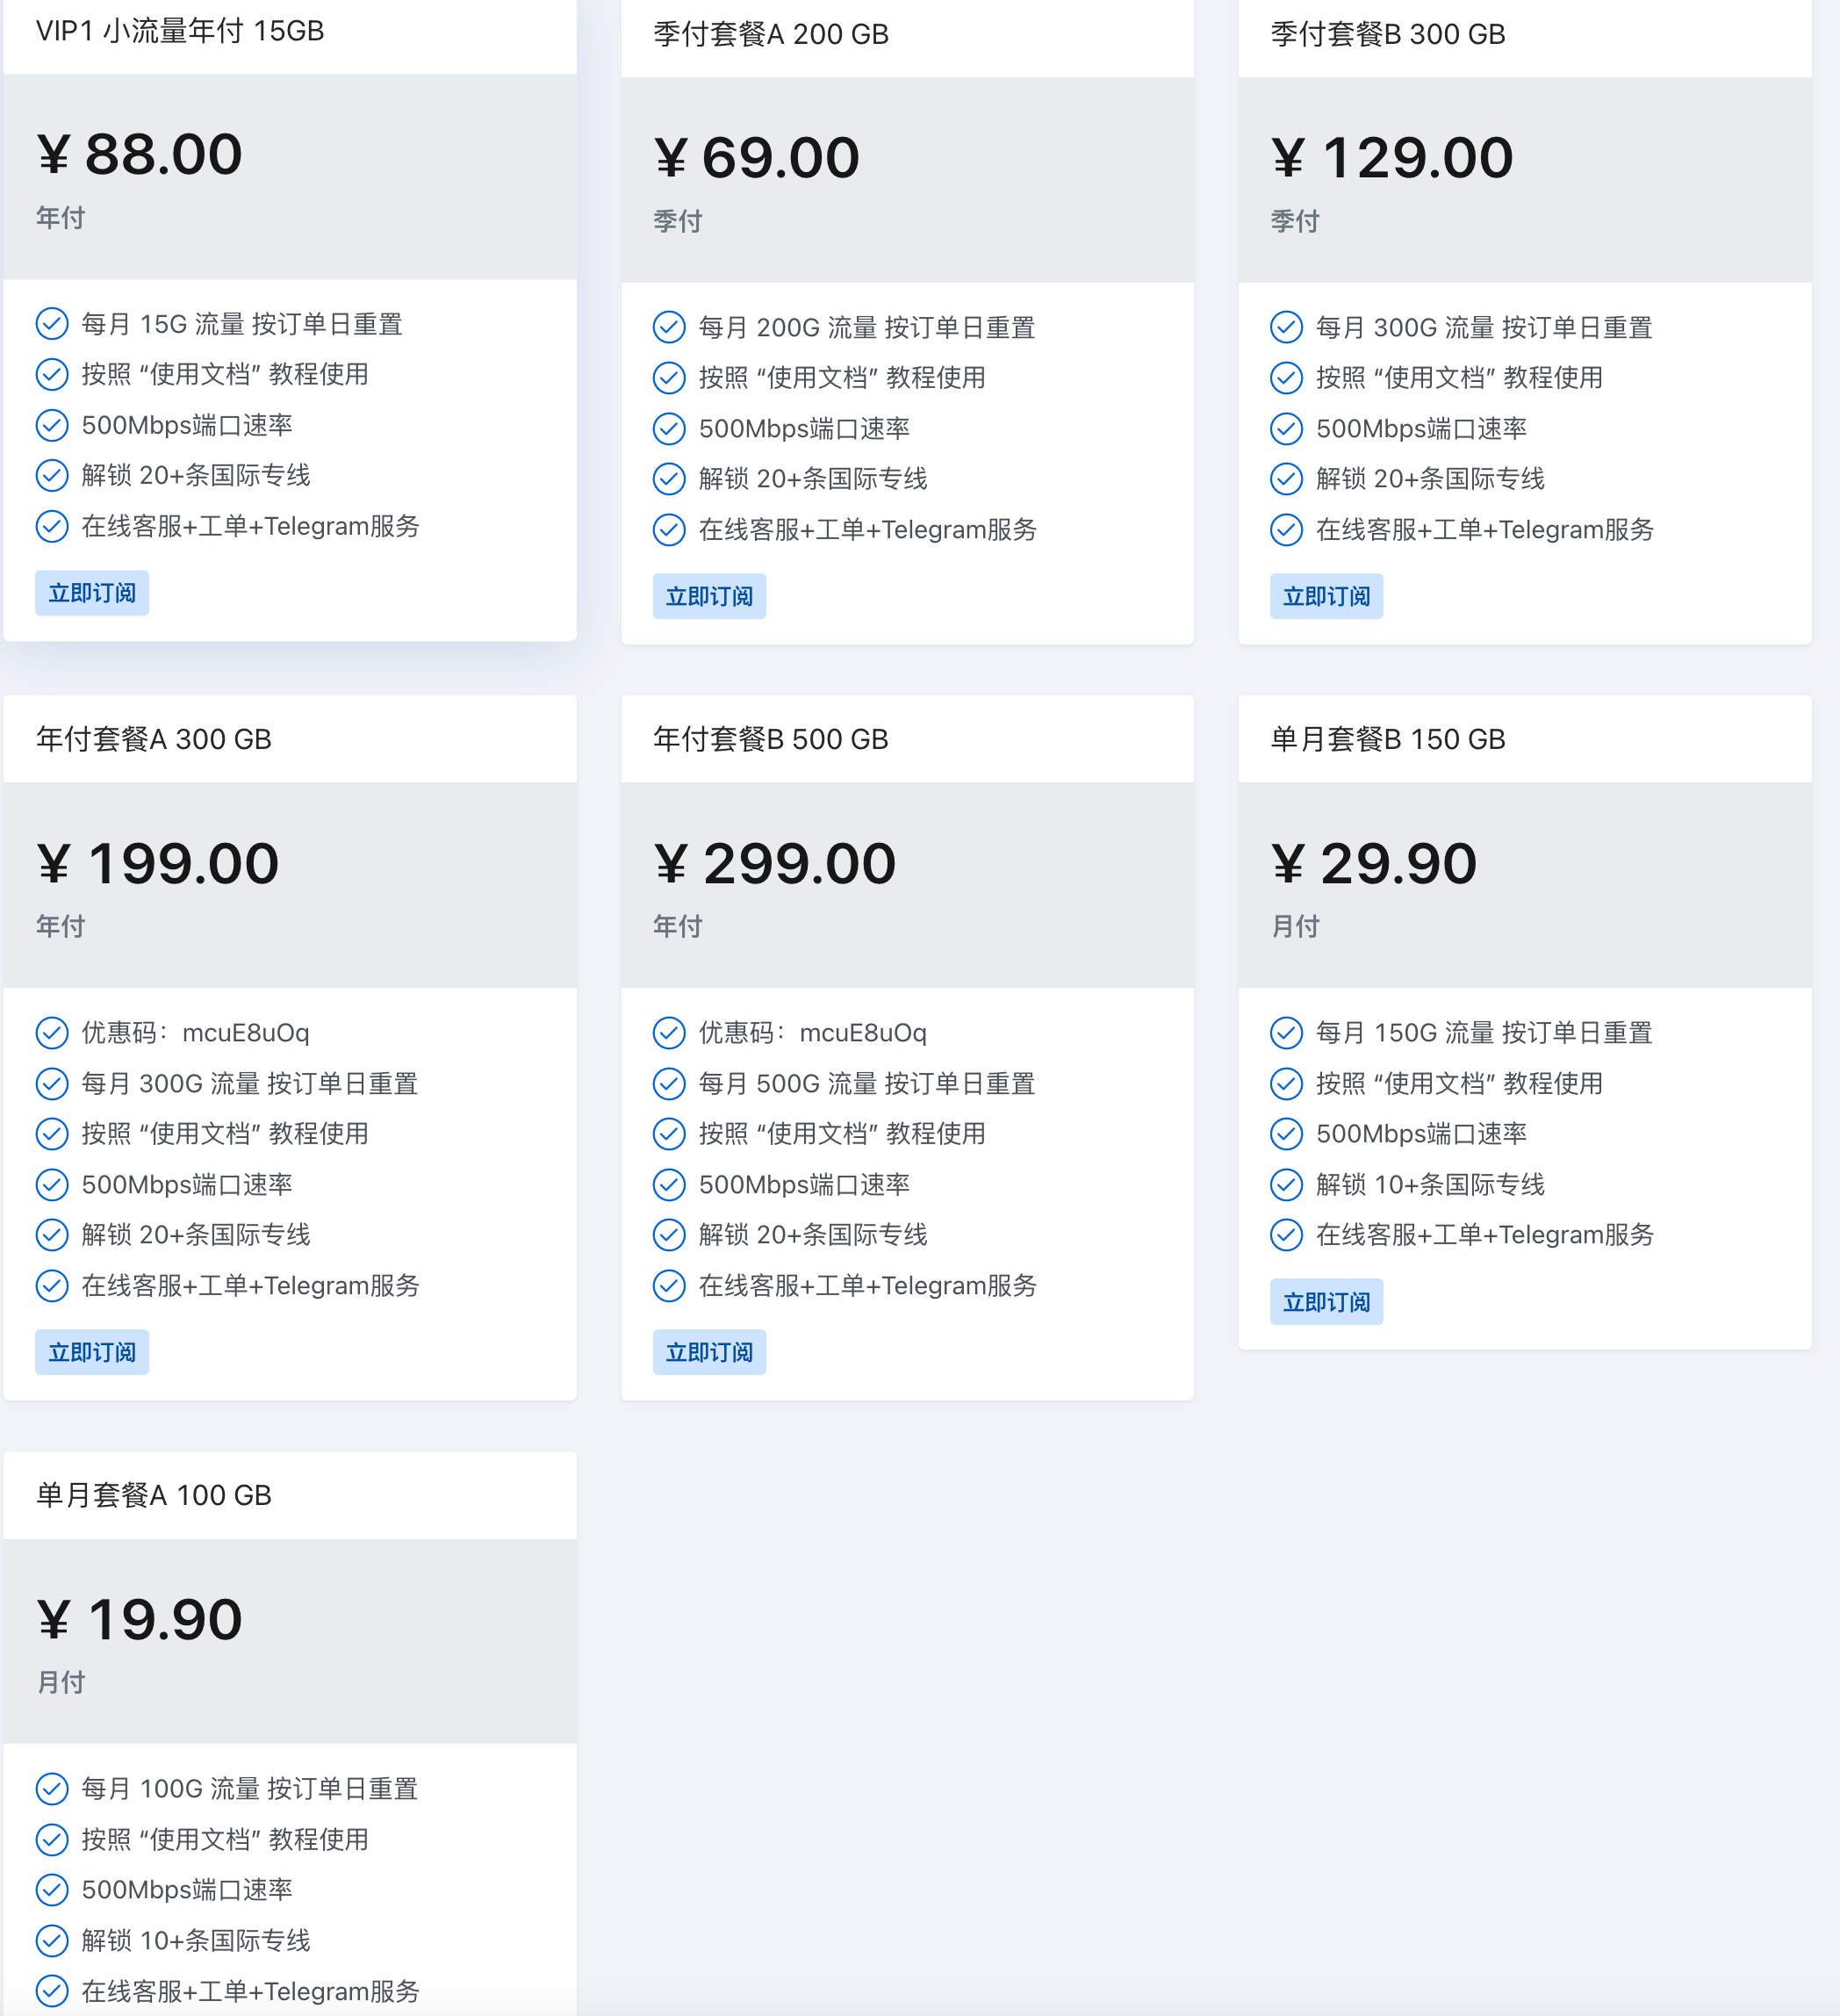 VIP1 小流量年付 15GB
¥ 88.00
年付
每月 15G 流量 按订单日重置
按照 “使用文档” 教程使用
500Mbps端口速率
解锁 20+条国际专线
在线客服+工单+Telegram服务
立即订阅
季付套餐A 200 GB
¥ 69.00
季付
每月 200G 流量 按订单日重置
按照 “使用文档” 教程使用
500Mbps端口速率
解锁 20+条国际专线
在线客服+工单+Telegram服务
立即订阅
季付套餐B 300 GB
¥ 129.00
季付
每月 300G 流量 按订单日重置
按照 “使用文档” 教程使用
500Mbps端口速率
解锁 20+条国际专线
在线客服+工单+Telegram服务
立即订阅
年付套餐A 300 GB
¥ 199.00
年付
优惠码：mcuE8uOq
每月 300G 流量 按订单日重置
按照 “使用文档” 教程使用
500Mbps端口速率
解锁 20+条国际专线
在线客服+工单+Telegram服务
立即订阅
年付套餐B 500 GB
¥ 299.00
年付
优惠码：mcuE8uOq
每月 500G 流量 按订单日重置
按照 “使用文档” 教程使用
500Mbps端口速率
解锁 20+条国际专线
在线客服+工单+Telegram服务
立即订阅
单月套餐B 150 GB
¥ 29.90
月付
每月 150G 流量 按订单日重置
按照 “使用文档” 教程使用
500Mbps端口速率
解锁 10+条国际专线
在线客服+工单+Telegram服务
立即订阅
单月套餐A 100 GB
¥ 19.90
月付
每月 100G 流量 按订单日重置
按照 “使用文档” 教程使用
500Mbps端口速率
解锁 10+条国际专线
在线客服+工单+Telegram服务